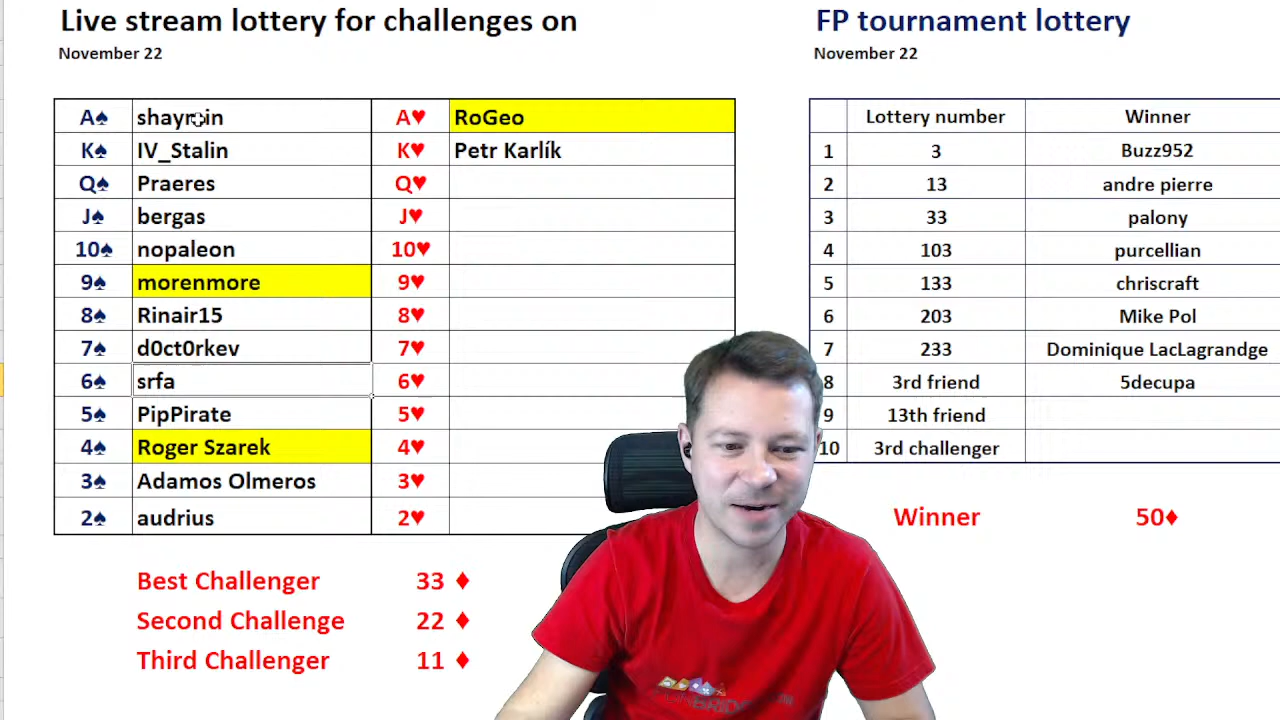 Live stream lottery for challenges on
November 22
A♠ shaymin A♥ RoGeo
K♠ IV_Stalin K♥ Petr Karlík
Q♠ Praeres Q♥
J♠ bergas J♥
10♠ nopaleon 10♥
9♠ morenmore 9♥
8♠ Rinair15 8♥
7♠ d0ct0rkev 7♥
6♠ srfa 6♥
5♠ PipPirate 5♥
4♠ Roger Szarek 4♥
3♠ Adamos Olmeros 3♥
2♠ audrius 2♥
Best Challenger 33 ♦
Second Challenge 22 ♦
Third Challenger 11 ♦
FP tournament lottery
November 22
Lottery number Winner
1 3 Buzz952
2 13 andre pierre
3 33 palony
4 103 purcellian
5 133 chriscraft
6 203 Mike Pol
7 233 Dominique LacLagrandge
8 3rd friend 5decupa
9 13th friend
10 3rd challenger
Winner 50♦